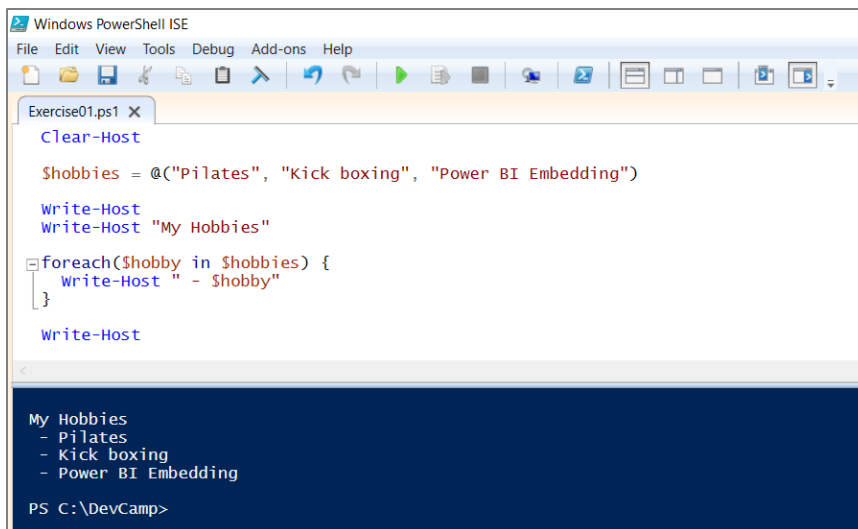 Windows PowerShell ISE
File Edit View Tools Debug Add-ons Help
Exercise01.ps1 X
Clear-Host
$hobbies = @("Pilates", "Kick boxing", "Power BI Embedding")
Write-Host
Write-Host "My Hobbies"
foreach($hobby in $hobbies) {
Write-Host " - $hobby"
}
Write-Host
My Hobbies
- Pilates
- Kick boxing
- Power BI Embedding
PS C:\DevCamp>